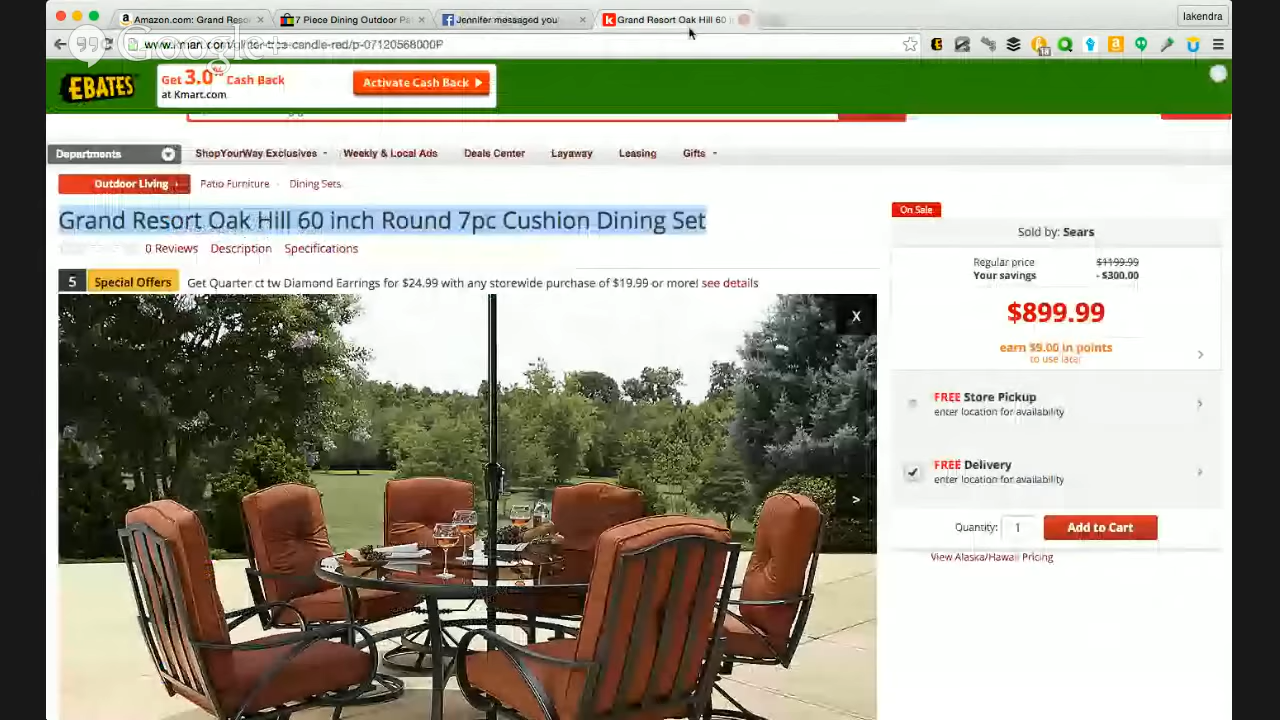 Amazon.com: Grand Resor
7 Piece Dining Outdoor Pa
Jennifer messaged you
Grand Resort Oak Hill 60 i
lakendra
Google+
EBATES
Get 3.0% Cash Back
at Kmart.com
Activate Cash Back
Departments
ShopYourWay Exclusives
Weekly & Local Ads
Deals Center
Layaway
Leasing
Gifts
Outdoor Living
Patio Furniture
Dining Sets
Grand Resort Oak Hill 60 inch Round 7pc Cushion Dining Set
0 Reviews
Description
Specifications
5
Special Offers
Get Quarter ct tw Diamond Earrings for $24.99 with any storewide purchase of $19.99 or more! see details
X
>
On Sale
Sold by: Sears
Regular price $1199.99
Your savings - $300.00
$899.99
earn $9.00 in points
to use later
FREE Store Pickup
enter location for availability
FREE Delivery
enter location for availability
Quantity: 1
Add to Cart
View Alaska/Hawaii Pricing